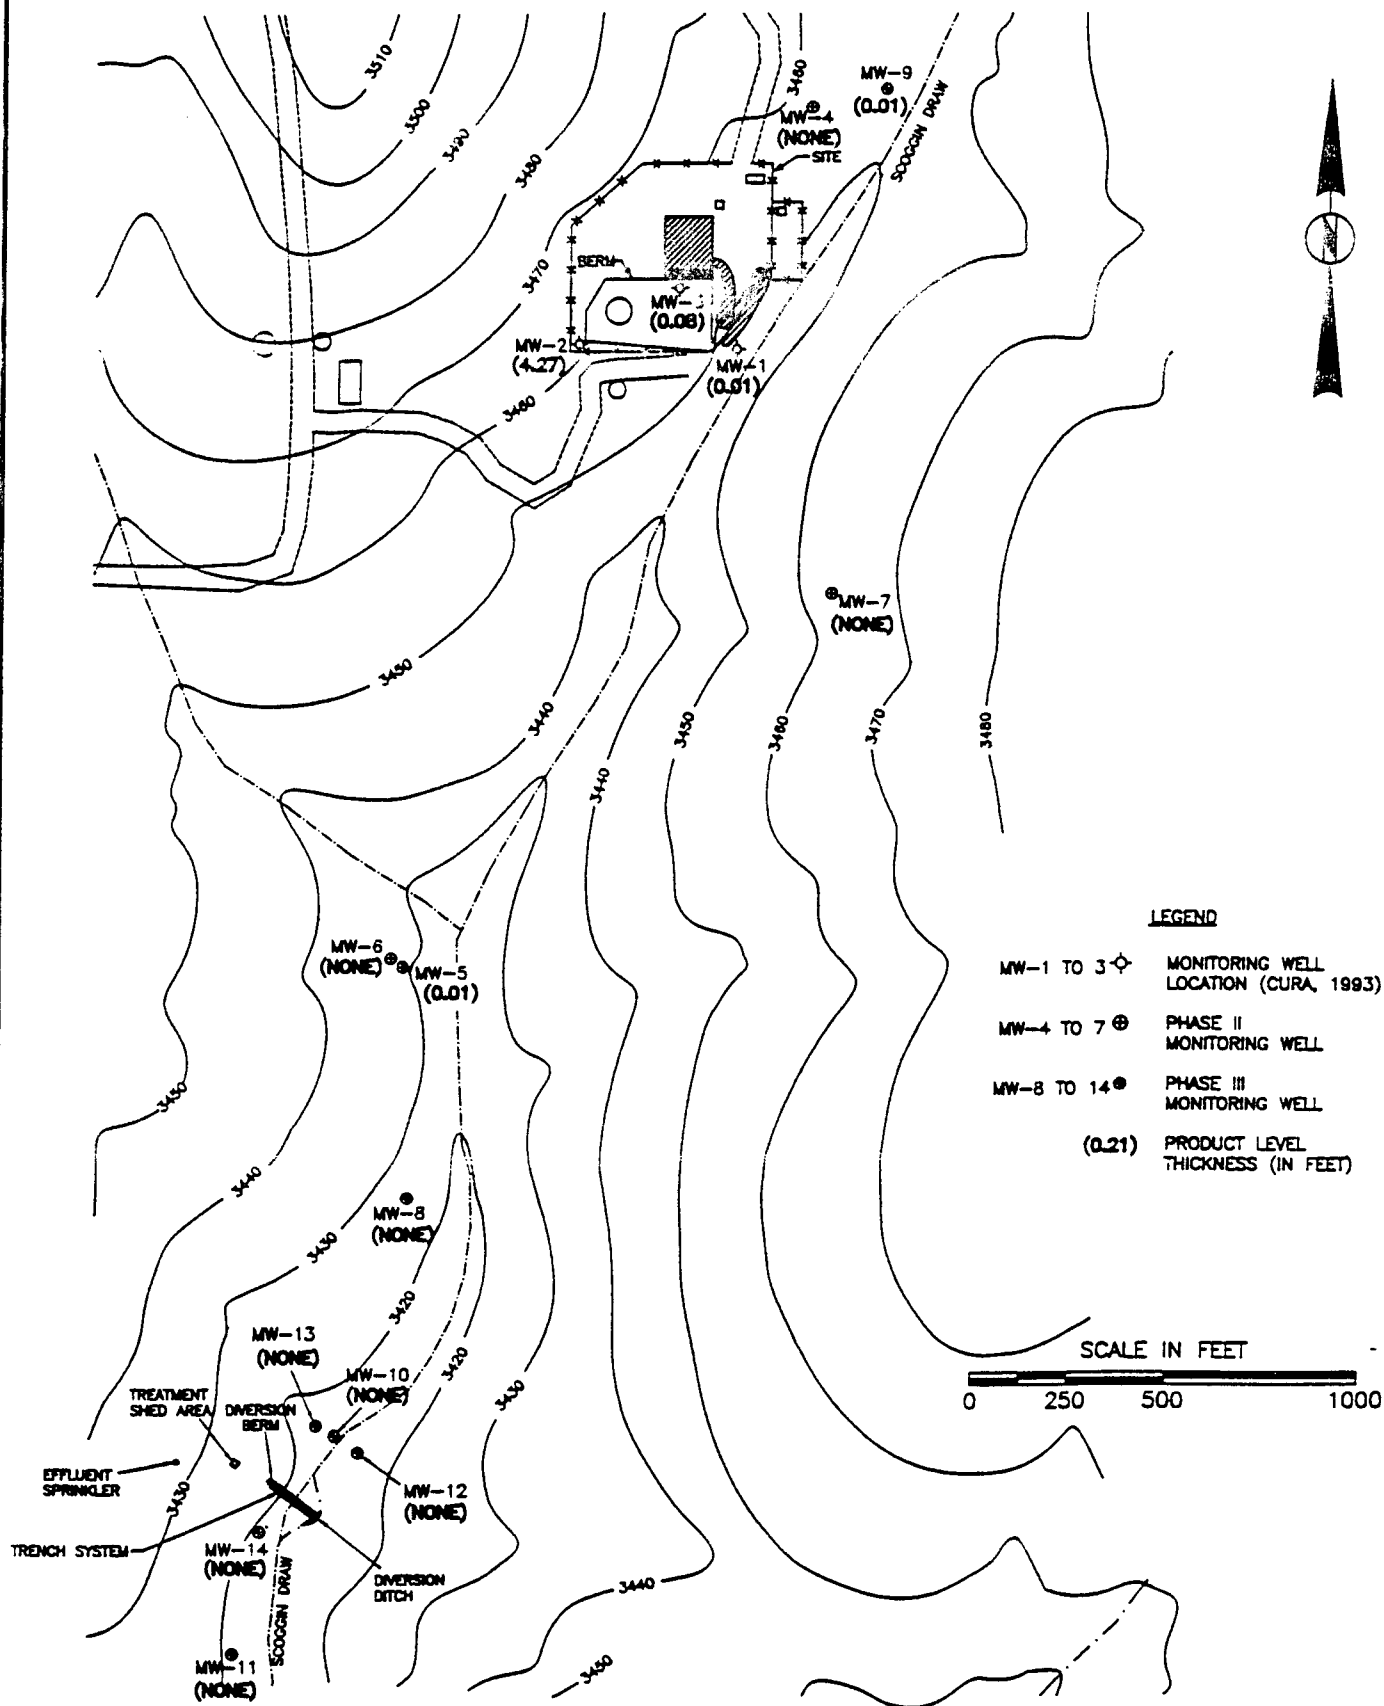 3510
3500
3490
3480
3470
3460
3460
MW-9
(0.01)
MW-4
(NONE)
SITE
SCOGGIN DRAW
BERM
MW-
(0.08)
MW-2
(4.27)
MW-1
(0.01)
MW-7
(NONE)
3450
3440
3440
3450
3460
3470
3480
LEGEND
MW-1 TO 3
MONITORING WELL
LOCATION (CURA, 1993)
MW-4 TO 7
PHASE II
MONITORING WELL
MW-8 TO 14
PHASE III
MONITORING WELL
(0.21)
PRODUCT LEVEL
THICKNESS (IN FEET)
MW-6
(NONE)
MW-5
(0.01)
3450
3440
3430
MW-8
(NONE)
3420
3420
3430
SCALE IN FEET
0 250 500 1000
MW-13
(NONE)
MW-10
(NONE)
TREATMENT
SHED AREA
DIVERSION
BERM
EFFLUENT
SPRINKLER
3430
MW-12
(NONE)
TRENCH SYSTEM
MW-14
(NONE)
DIVERSION
DITCH
SCOGGIN DRAW
3440
3450
MW-11
(NONE)